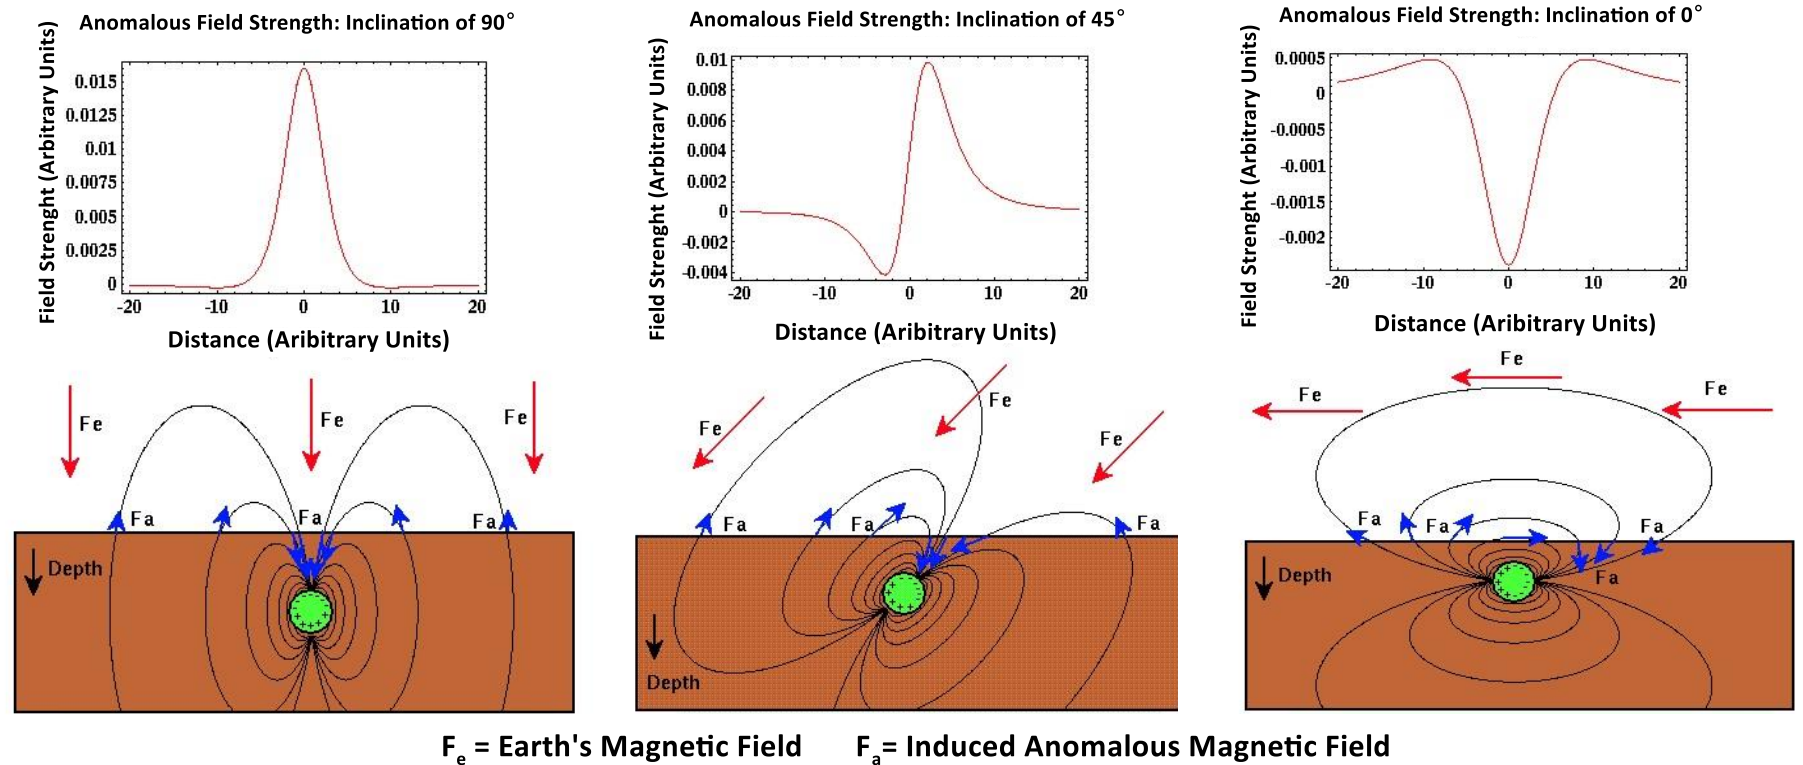 Anomalous Field Strength: Inclination of 90°
Field Strenght (Arbitrary Units)
0.015
0.0125
0.01
0.0075
0.005
0.0025
0
-20 -10 0 10 20
Distance (Aribitrary Units)
Anomalous Field Strength: Inclination of 45°
Field Strenght (Arbitrary Units)
0.01
0.008
0.006
0.004
0.002
0
-0.002
-0.004
-20 -10 0 10 20
Distance (Aribitrary Units)
Anomalous Field Strength: Inclination of 0°
Field Strenght (Arbitrary Units)
0.0005
0
-0.0005
-0.001
-0.0015
-0.002
-20 -10 0 10 20
Distance (Aribitrary Units)
Fe Fe Fe
Fa Fa Fa
Depth
Fe Fe Fe
Fa Fa Fa
Depth
Fe Fe Fe
Fa Fa Fa
Fa
Depth
Fe = Earth's Magnetic Field Fa= Induced Anomalous Magnetic Field